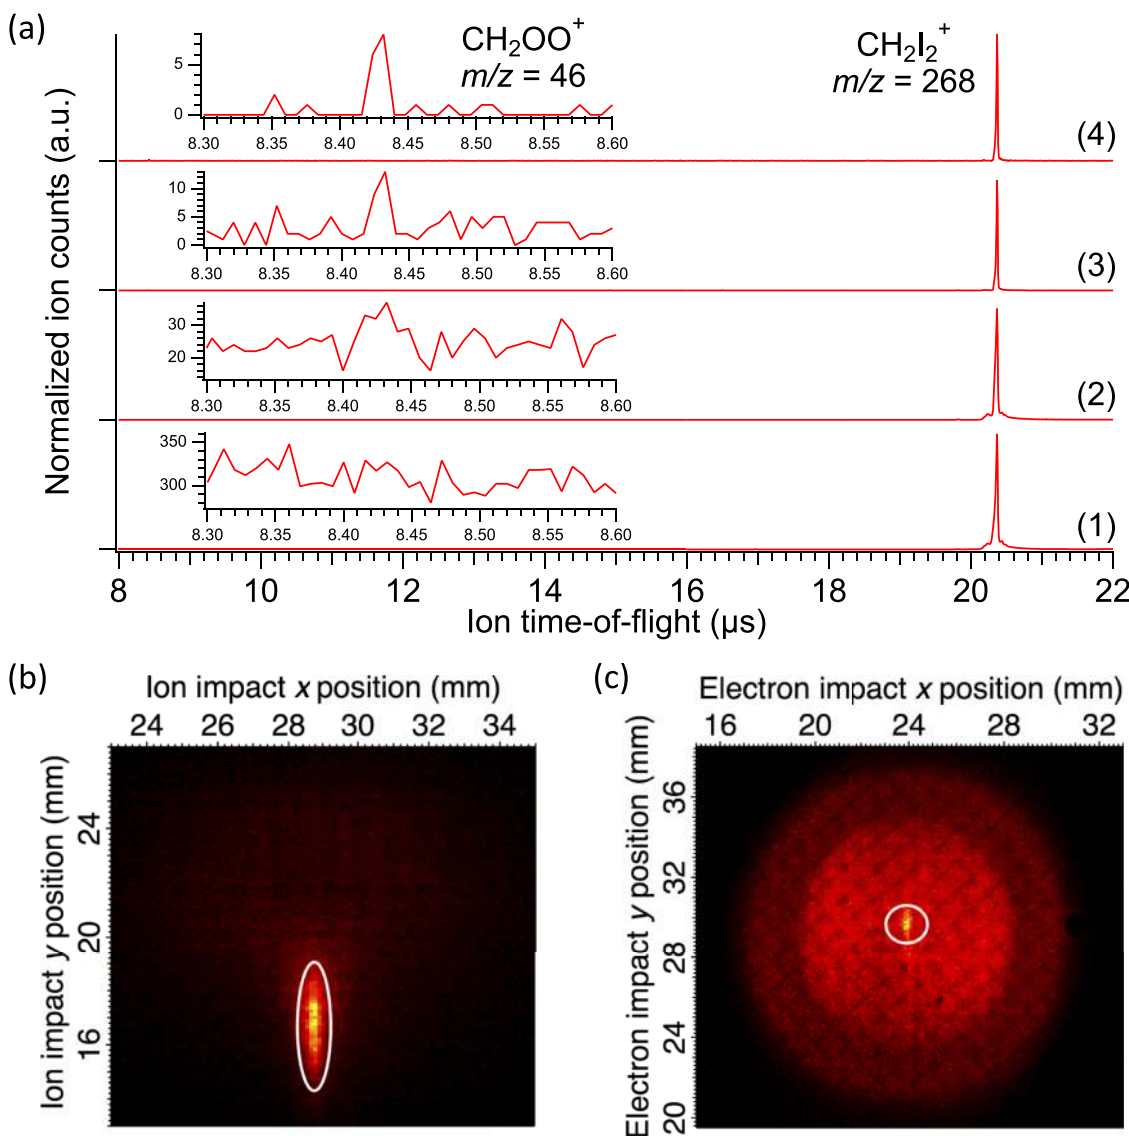 (a)
Normalized ion counts (a.u.)
CH₂OO⁺
m/z = 46
CH₂I₂⁺
m/z = 268
5
0
8.30 8.35 8.40 8.45 8.50 8.55 8.60
(4)
10
5
0
8.30 8.35 8.40 8.45 8.50 8.55 8.60
(3)
30
20
8.30 8.35 8.40 8.45 8.50 8.55 8.60
(2)
350
300
8.30 8.35 8.40 8.45 8.50 8.55 8.60
(1)
8 10 12 14 16 18 20 22
Ion time-of-flight (µs)
(b)
Ion impact x position (mm)
24 26 28 30 32 34
Ion impact y position (mm)
24
20
16
(c)
Electron impact x position (mm)
15 20 24 28 32
Electron impact y position (mm)
36
32
28
24
20